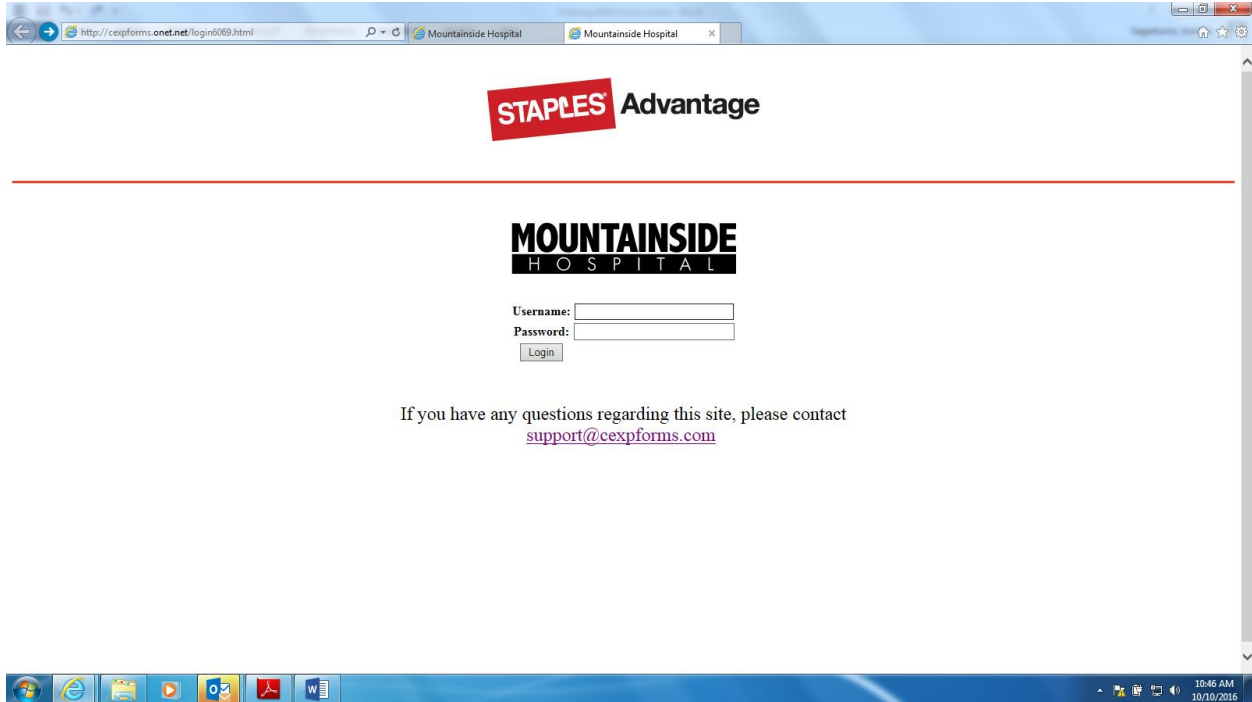 http://cexpforms.onet.net/login6069.html
Mountainside Hospital
Mountainside Hospital
STAPLES Advantage
MOUNTAINSIDE
HOSPITAL
Username:
Password:
Login
If you have any questions regarding this site, please contact
support@cexpforms.com
10:46 AM
10/10/2016